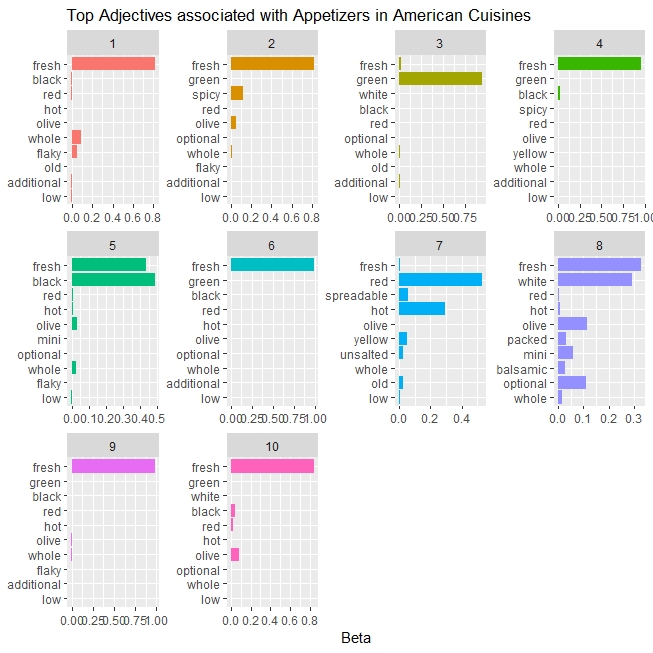 Top Adjectives associated with Appetizers in American Cuisines
1
fresh
black
red
hot
olive
whole
flaky
old
additional
low
0.0 0.2 0.4 0.6 0.8
2
fresh
green
spicy
red
olive
optional
whole
flaky
additional
low
0.0 0.2 0.4 0.6 0.8
3
fresh
green
white
black
red
optional
whole
old
additional
low
0.00 0.25 0.50 0.75
4
fresh
green
black
spicy
red
olive
yellow
whole
additional
low
0.00 0.25 0.50 0.75 1.00
5
fresh
black
red
hot
olive
mini
optional
whole
flaky
low
0.0 0.1 0.2 0.3 0.4 0.5
6
fresh
green
black
red
hot
olive
optional
whole
additional
low
0.00 0.25 0.50 0.75 1.00
7
fresh
red
spreadable
hot
olive
yellow
unsalted
whole
old
low
0.0 0.2 0.4
8
fresh
white
red
hot
olive
packed
mini
balsamic
optional
whole
0.0 0.1 0.2 0.3
9
fresh
green
black
red
hot
olive
whole
flaky
additional
low
0.00 0.25 0.50 0.75 1.00
10
fresh
green
white
black
red
hot
olive
optional
whole
low
0.0 0.2 0.4 0.6 0.8
Beta